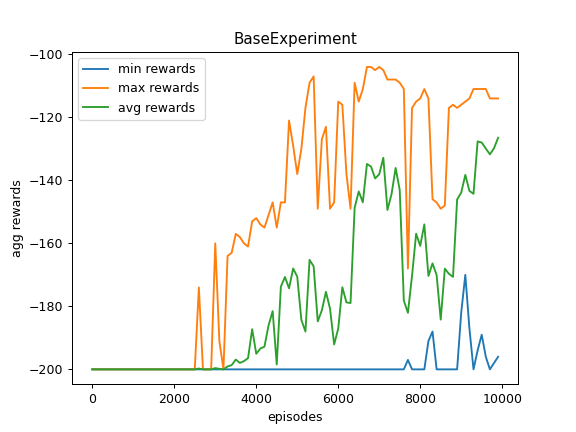 BaseExperiment
min rewards
max rewards
avg rewards
agg rewards
−100
−120
−140
−160
−180
−200
0 2000 4000 6000 8000 10000
episodes